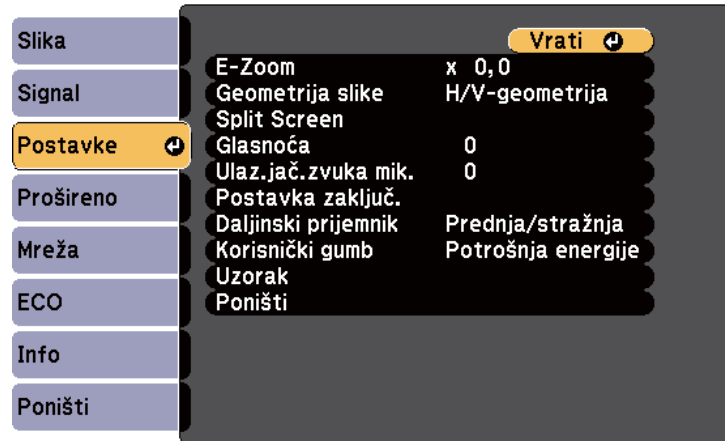 Slika
Signal
Postavke
Prošireno
Mreža
ECO
Info
Poništi
Vrati
E-Zoom x 0,0
Geometrija slike H/V-geometrija
Split Screen
Glasnoća 0
Ulaz.jač.zvuka mik. 0
Postavka zaključ.
Daljinski prijemnik Prednja/stražnja
Korisnički gumb Potrošnja energije
Uzorak
Poništi